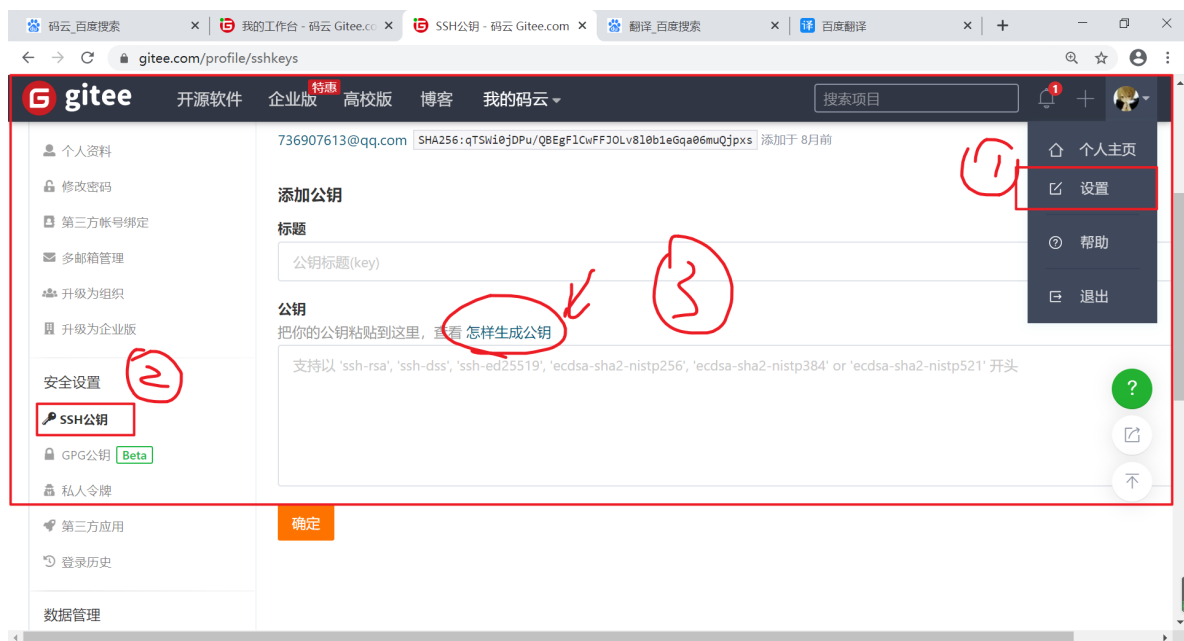 码云_百度搜索
我的工作台 - 码云 Gitee.co
SSH公钥 - 码云 Gitee.com
翻译_百度搜索
译 百度翻译
gitee.com/profile/sshkeys
G gitee
开源软件
企业版
特惠
高校版
博客
我的码云
搜索项目
1
个人主页
设置
帮助
退出
1
个人资料
修改密码
第三方帐号绑定
多邮箱管理
升级为组织
升级为企业版
安全设置
2
SSH公钥
GPG公钥 Beta
私人令牌
第三方应用
登录历史
数据管理
736907613@qq.com SHA256:qTSWi0jDPu/QBEgFlCwFFJOLv8l0b1eGqa06muQjpxs 添加于 8月前
添加公钥
标题
公钥标题(key)
3
公钥
把你的公钥粘贴到这里，查看 怎样生成公钥
支持以 'ssh-rsa', 'ssh-dss', 'ssh-ed25519', 'ecdsa-sha2-nistp256', 'ecdsa-sha2-nistp384' or 'ecdsa-sha2-nistp521' 开头
?
确定